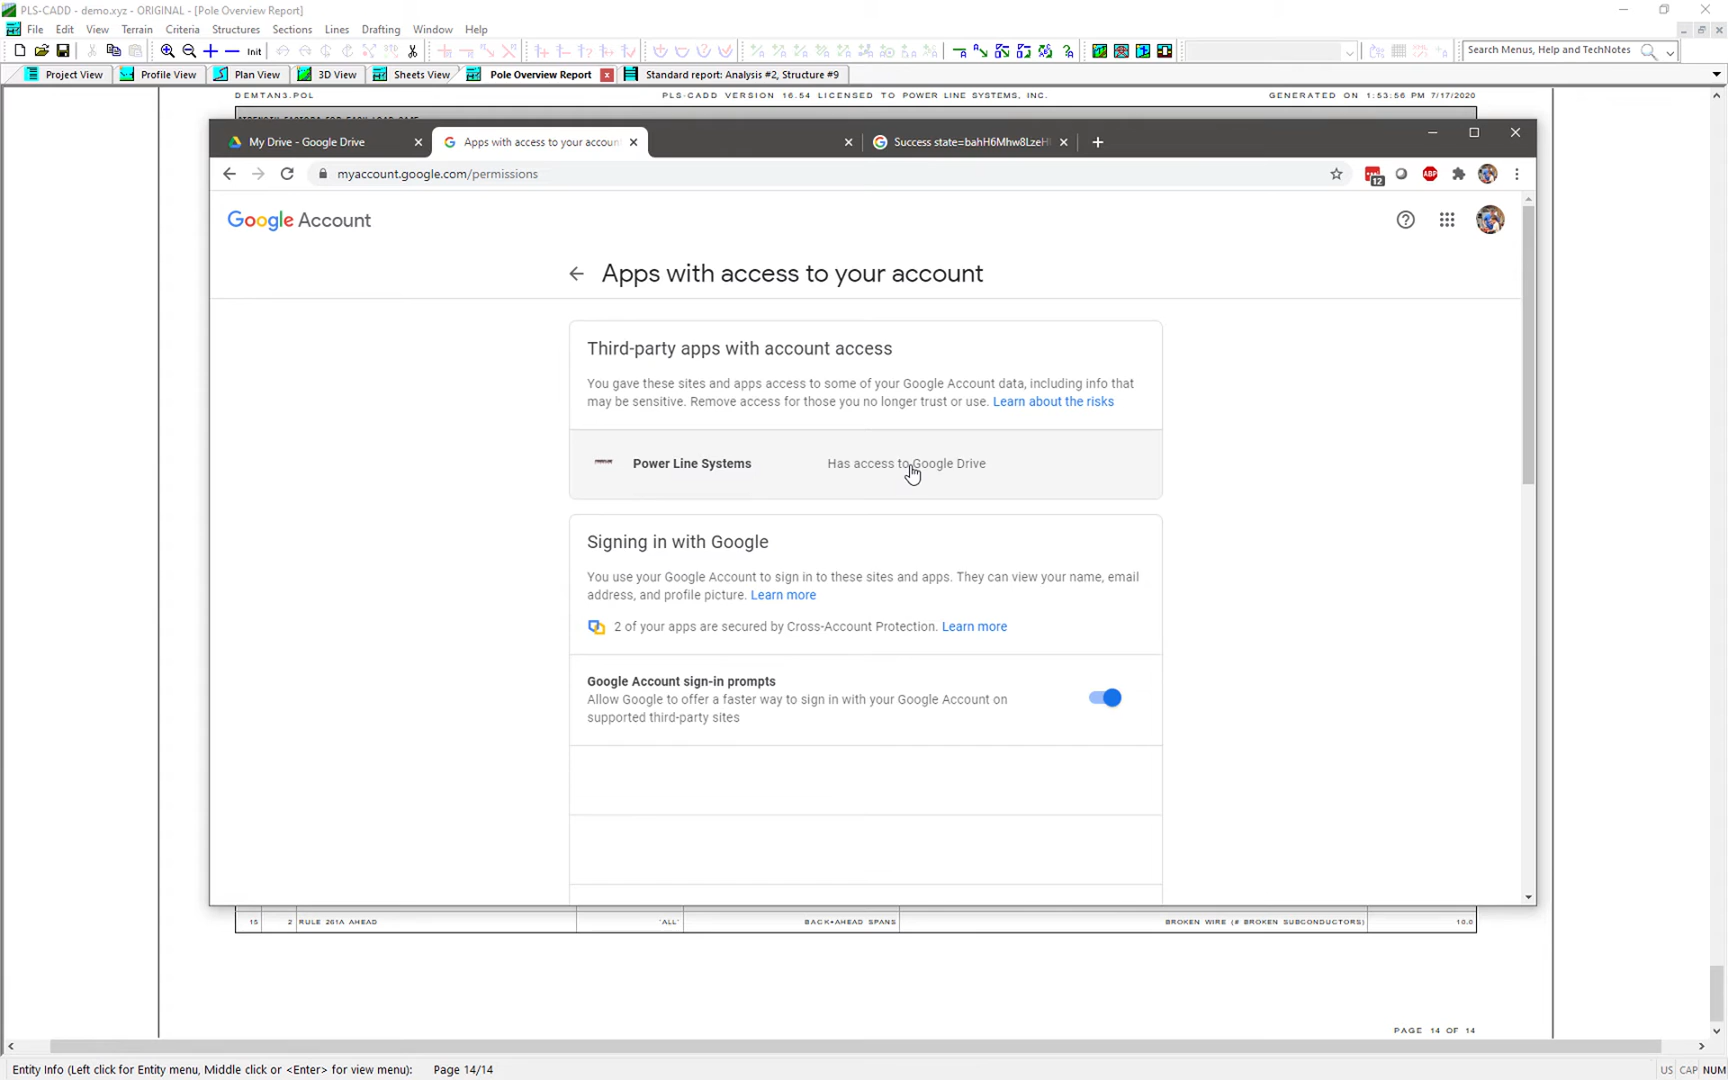 PLS-CADD - demo.xyz - ORIGINAL - [Pole Overview Report]
File Edit View Terrain Criteria Structures Sections Lines Drafting Window Help
Init
Search Menus, Help and TechNotes
Project View Profile View Plan View 3D View Sheets View Pole Overview Report x Standard report: Analysis #2, Structure #9
DEMTAN3.POL PLS-CADD VERSION 16.54 LICENSED TO POWER LINE SYSTEMS, INC. GENERATED ON 1:53:56 PM 7/17/2020
My Drive - Google Drive Apps with access to your accoun Success state=bahH6Mhw8LzeH
myaccount.google.com/permissions
12 ABP
Google Account
Apps with access to your account
Third-party apps with account access
You gave these sites and apps access to some of your Google Account data, including info that
may be sensitive. Remove access for those you no longer trust or use. Learn about the risks
Power Line Systems Has access to Google Drive
Signing in with Google
You use your Google Account to sign in to these sites and apps. They can view your name, email
address, and profile picture. Learn more
2 of your apps are secured by Cross-Account Protection. Learn more
Google Account sign-in prompts
Allow Google to offer a faster way to sign in with your Google Account on
supported third-party sites
15 2 RULE 261A AHEAD 'ALL' BACK+AHEAD SPANS BROKEN WIRE (# BROKEN SUBCONDUCTORS) 10.0
PAGE 14 OF 14
Entity Info (Left click for Entity menu, Middle click or <Enter> for view menu): Page 14/14
US CAP NUM